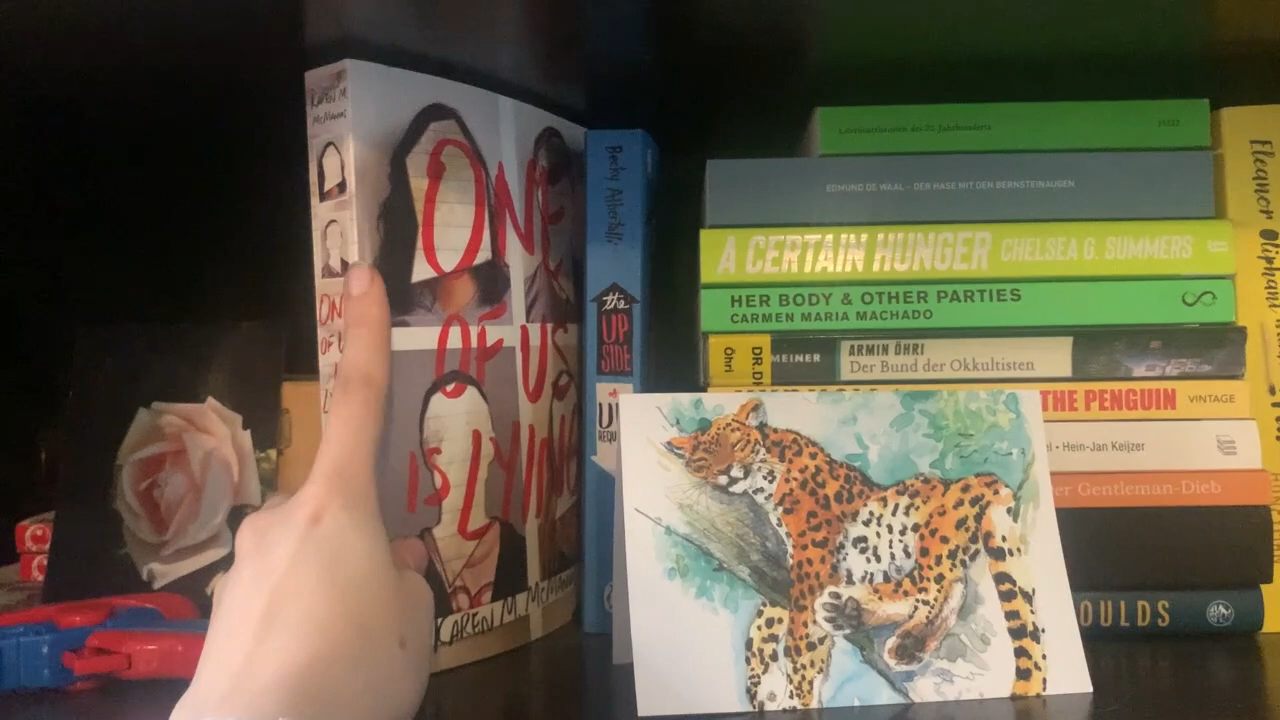 KAREN M.
MCMANUS
ONE
OF US
IS LYING
KAREN M. McMANUS
Becky Albertalli
the
UP
SIDE
Literaturtheorien des 20. Jahrhunderts
EDMUND DE WAAL – DER HASE MIT DEN BERNSTEINAUGEN
A CERTAIN HUNGER CHELSEA G. SUMMERS
HER BODY & OTHER PARTIES
CARMEN MARIA MACHADO
Öhri
MEINER
ARMIN ÖHRI
Der Bund der Okkultisten
THE PENGUIN VINTAGE
• Hein-Jan Keijzer
Gentleman-Dieb
OULDS
Eleanor Oliphant